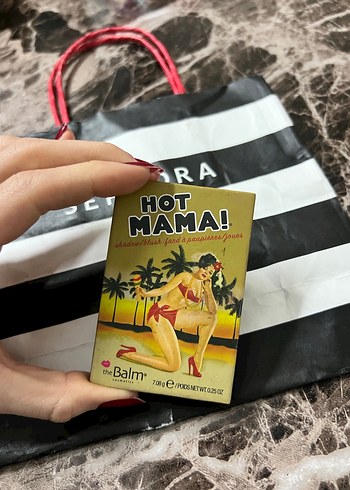 SEPHORA
HOT
MAMA!
shadow/blush fard à paupières/joues
theBalm®
cosmetics
7.08 g ℮ / POIDS NET WT. 0.25 OZ